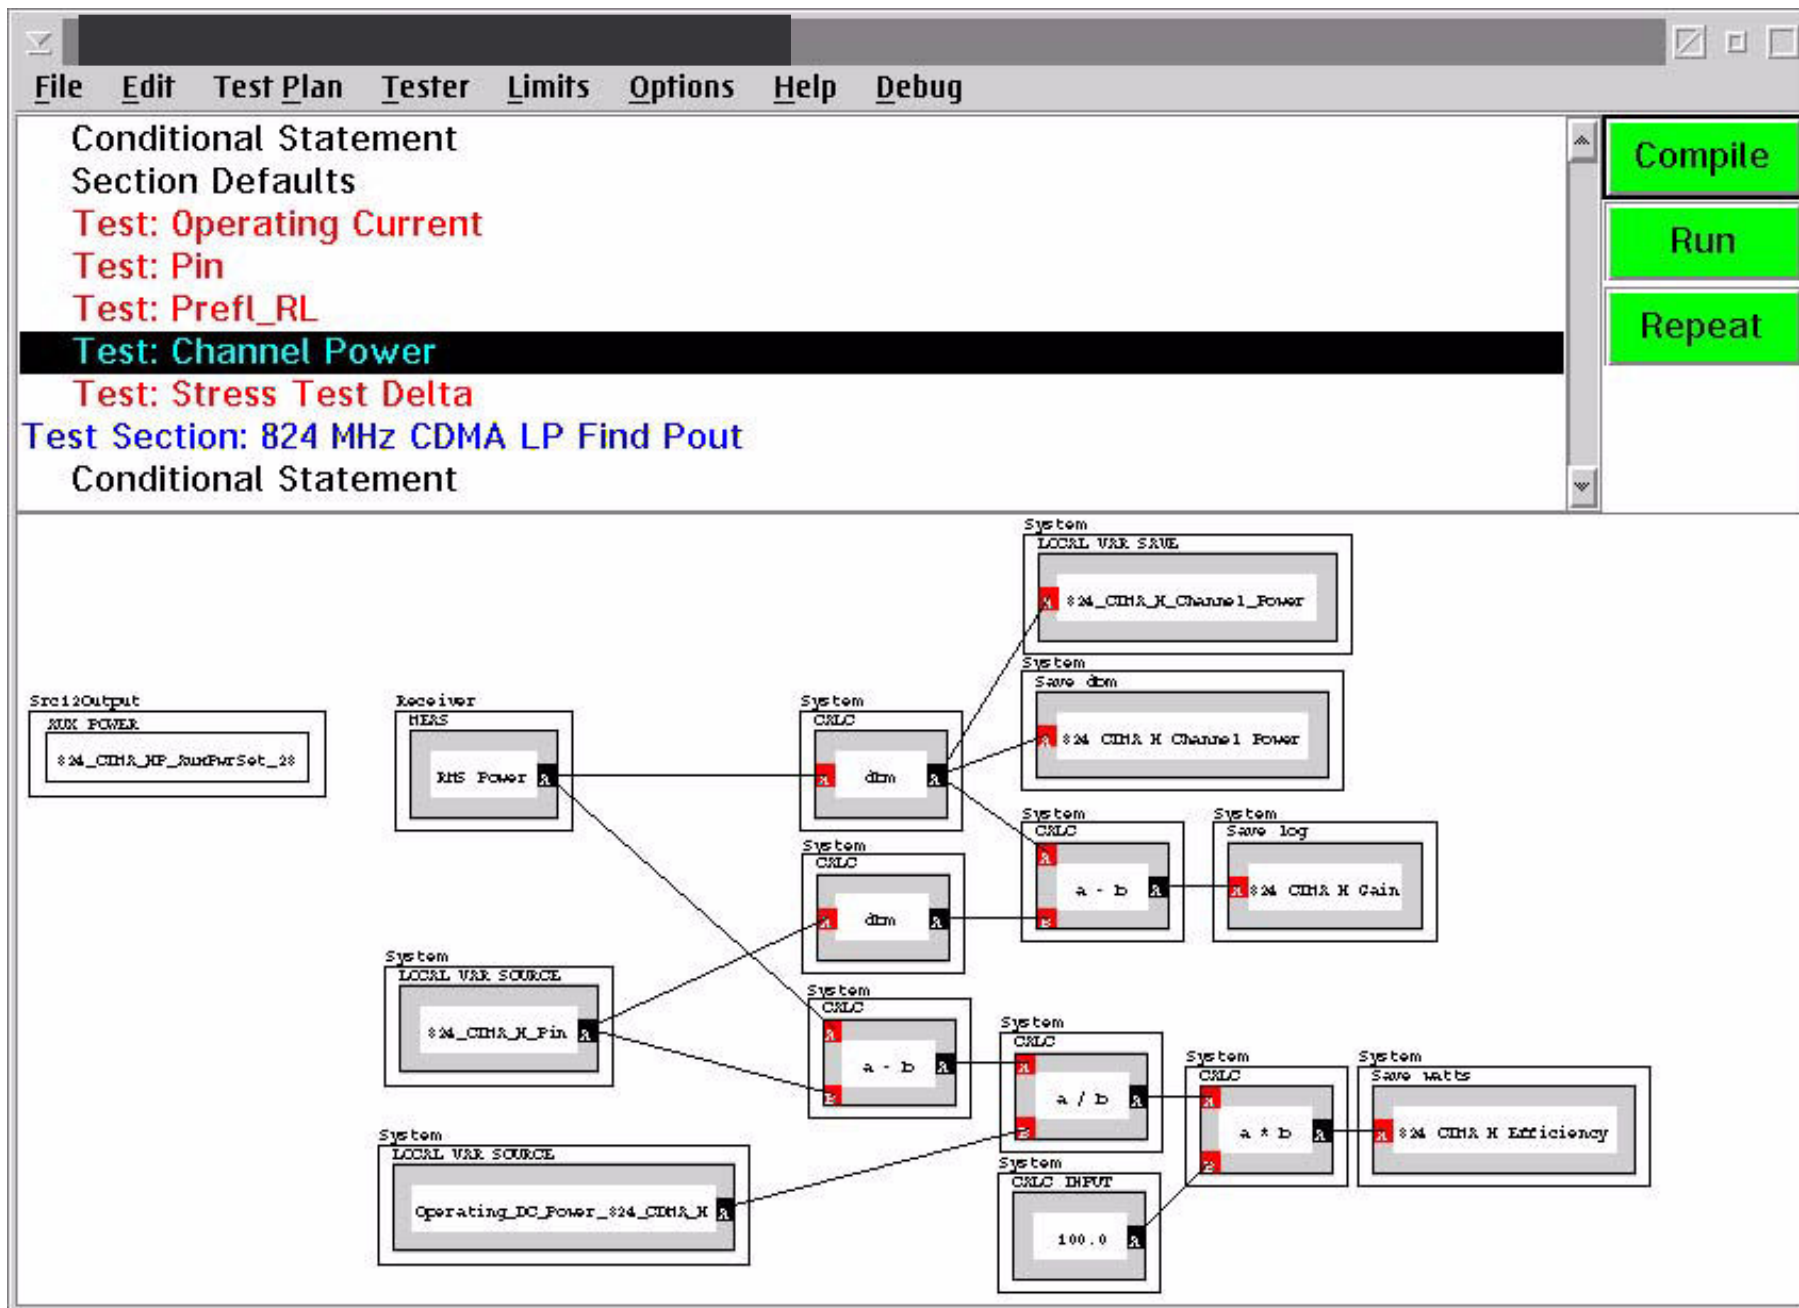 File Edit Test Plan Tester Limits Options Help Debug
Conditional Statement
Section Defaults
Test: Operating Current
Test: Pin
Test: Prefl_RL
Test: Channel Power
Test: Stress Test Delta
Test Section: 824 MHz CDMA LP Find Pout
Conditional Statement
Compile
Run
Repeat
System
LOCAL VAR SAVE
A 824_CDMA_H_Channel_Power
System
Save dbm
A 824 CDMA H Channel Power
Src12Output
AUX POWER
824_CDMA_HP_AuxPwrSet_28
Receiver
MEAS
RMS Power A
System
CALC
A dbm A
System
CALC
A
a - b A
B
System
Save log
A 824 CDMA H Gain
System
CALC
A dbm A
System
LOCAL VAR SOURCE
824_CDMA_H_Pin A
System
CALC
A
a - b A
B
System
CALC
A
a / b A
B
System
CALC
A
a * b A
B
System
Save watts
A 824 CDMA H Efficiency
System
LOCAL VAR SOURCE
Operating_DC_Power_824_CDMA_H A
System
CALC INPUT
100.0 A